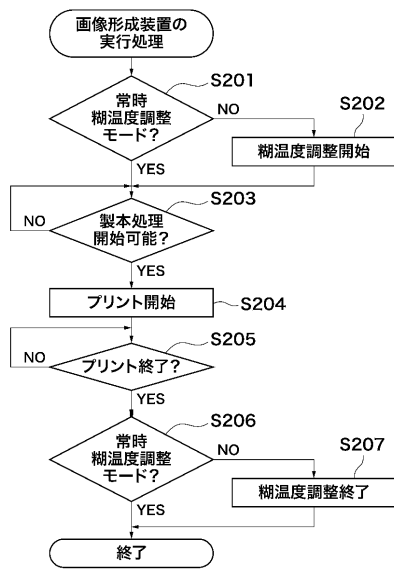 画像形成装置の
実行処理
S201
常時
糊温度調整
モード?
NO
S202
糊温度調整開始
YES
S203
製本処理
開始可能?
NO
YES
プリント開始
S204
S205
プリント終了?
NO
YES
S206
常時
糊温度調整
モード?
NO
S207
糊温度調整終了
YES
終了